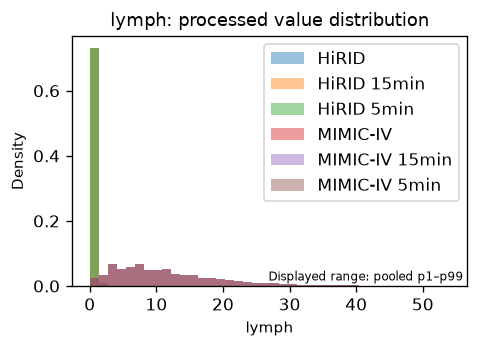 lymph: processed value distribution
HiRID
HiRID 15min
HiRID 5min
MIMIC-IV
MIMIC-IV 15min
MIMIC-IV 5min
Density
0.6
0.4
0.2
0.0
Displayed range: pooled p1–p99
0 10 20 30 40 50
lymph